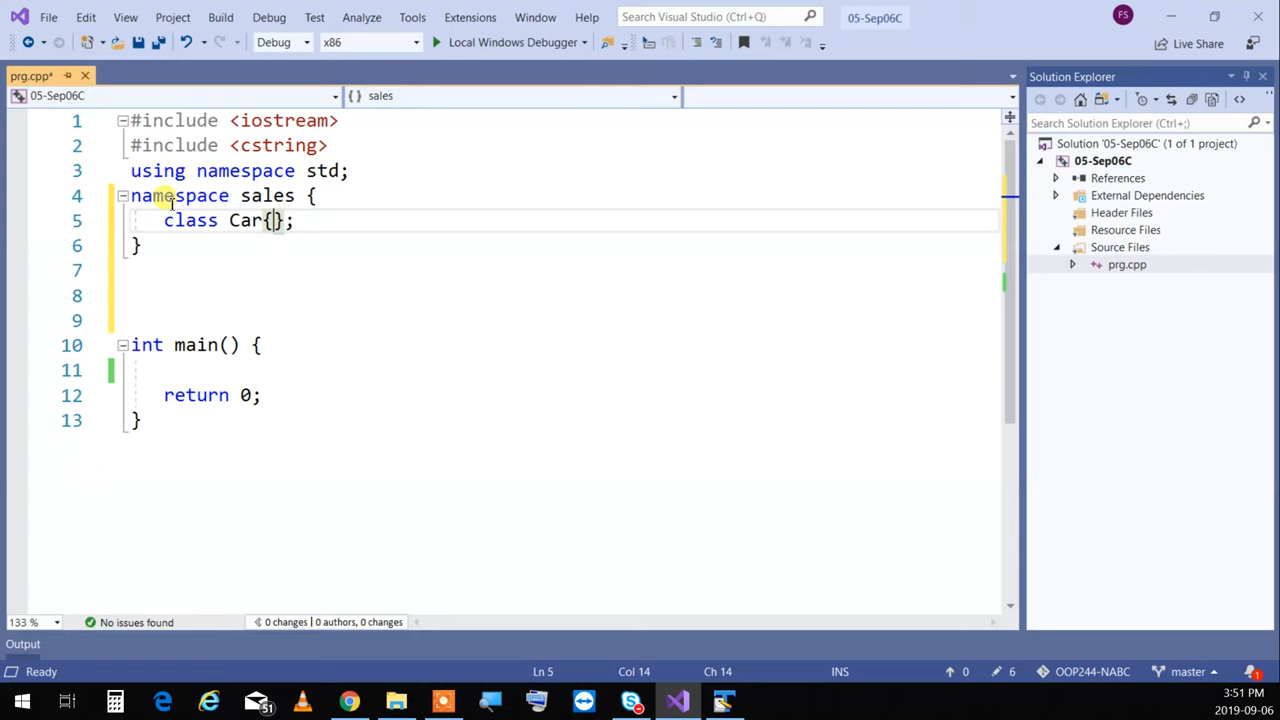 File Edit View Project Build Debug Test Analyze Tools Extensions Window Help Search Visual Studio (Ctrl+Q) 05-Sep06C FS
Debug x86 Local Windows Debugger Live Share
prg.cpp* Solution Explorer
05-Sep06C {} sales
Search Solution Explorer (Ctrl+;)
1 #include <iostream>
2 #include <cstring>
3 using namespace std;
4 namespace sales {
5 class Car{};
6 }
7
8
9
10 int main() {
11
12 return 0;
13 }
Solution '05-Sep06C' (1 of 1 project)
05-Sep06C
References
External Dependencies
Header Files
Resource Files
Source Files
prg.cpp
133 % No issues found 0 changes | 0 authors, 0 changes
Output
Ready Ln 5 Col 14 Ch 14 INS 0 6 OOP244-NABC master 1
51
3:51 PM
2019-09-06